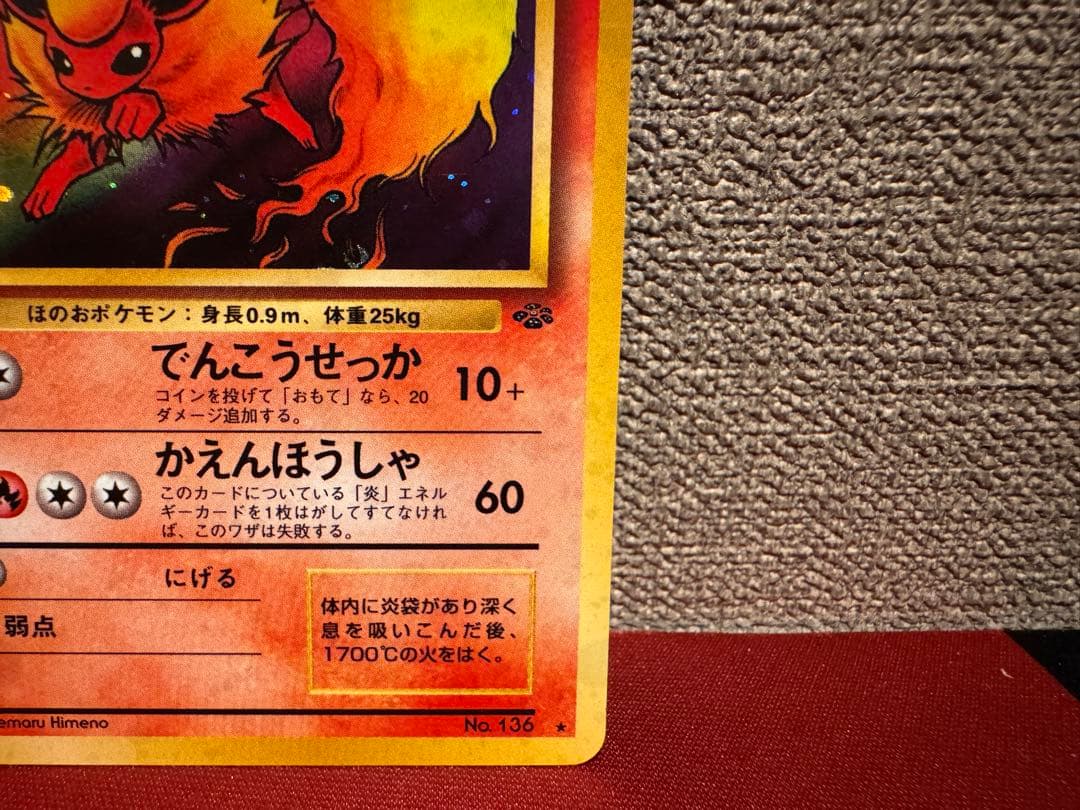 ほのおポケモン：身長0.9m、体重25kg
でんこうせっか 10+
コインを投げて「おもて」なら、20
ダメージ追加する。
かえんほうしゃ 60
このカードについている「炎」エネル
ギーカードを1枚はがしてすてなけれ
ば、このワザは失敗する。
にげる
弱点
体内に炎袋があり深く
息を吸いこんだ後、
1700℃の火をはく。
emaru Himeno
No. 136 ★